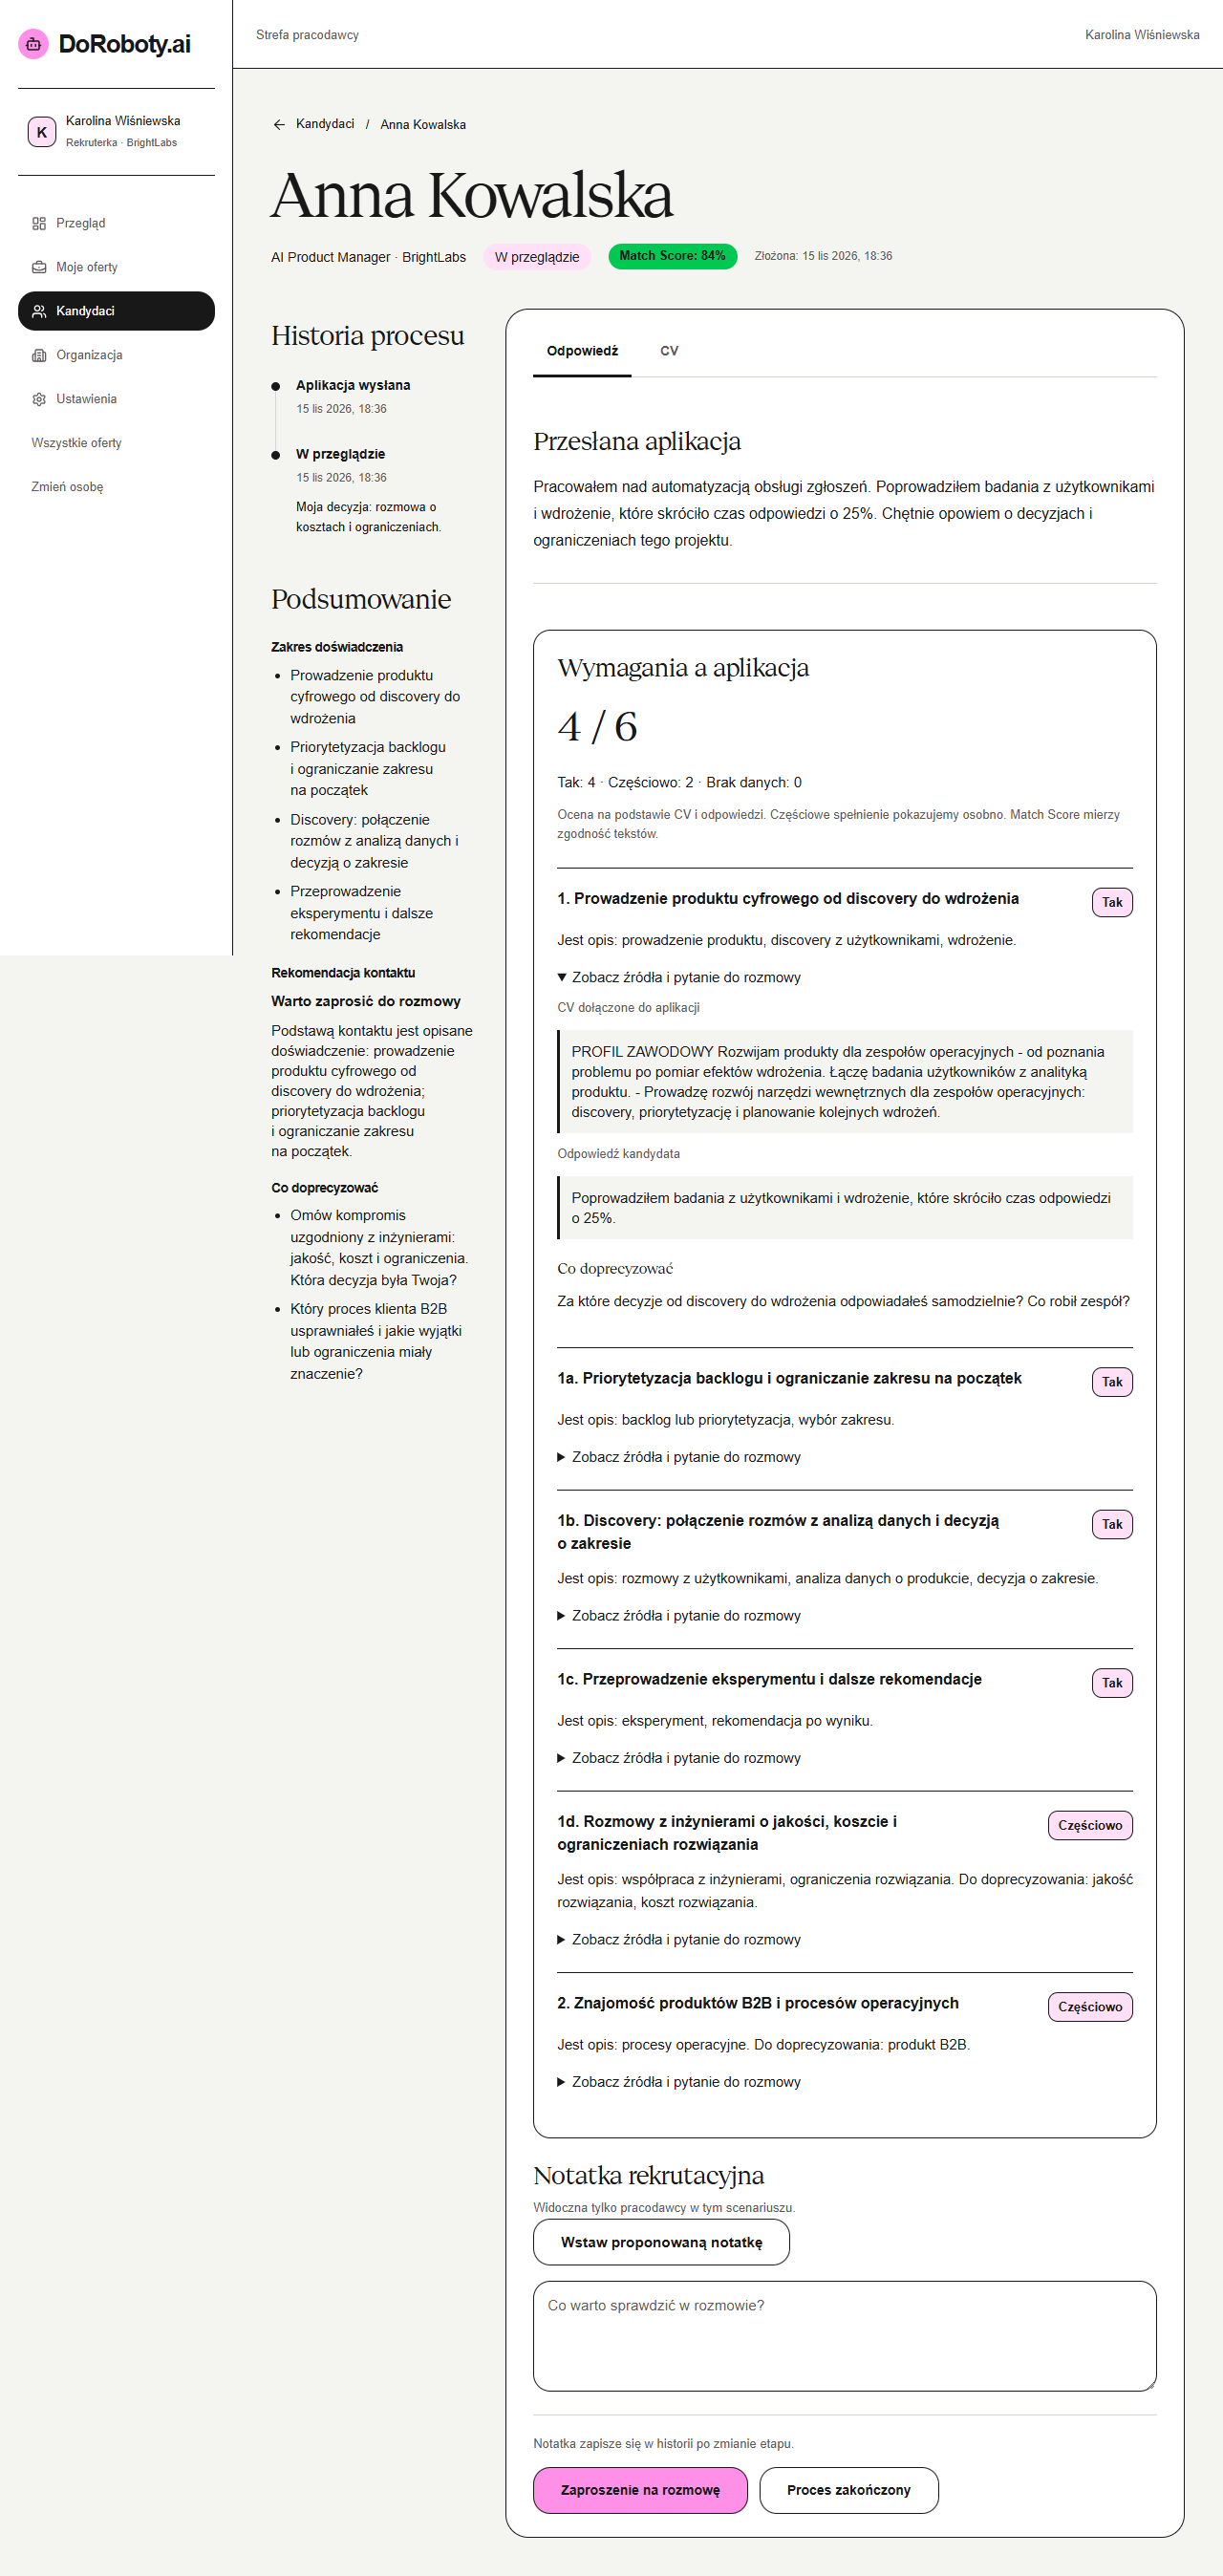 DoRoboty.ai
K
Karolina Wiśniewska
Rekruterka · BrightLabs
Przegląd
Moje oferty
Kandydaci
Organizacja
Ustawienia
Wszystkie oferty
Zmień osobę
Strefa pracodawcy
Karolina Wiśniewska
Kandydaci / Anna Kowalska
Anna Kowalska
AI Product Manager · BrightLabs
W przeglądzie
Match Score: 84%
Złożona: 15 lis 2026, 18:36
Historia procesu
Aplikacja wysłana
15 lis 2026, 18:36
W przeglądzie
15 lis 2026, 18:36
Moja decyzja: rozmowa o
kosztach i ograniczeniach.
Podsumowanie
Zakres doświadczenia
Prowadzenie produktu
cyfrowego od discovery do
wdrożenia
Priorytetyzacja backlogu
i ograniczanie zakresu
na początek
Discovery: połączenie
rozmów z analizą danych i
decyzją o zakresie
Przeprowadzenie
eksperymentu i dalsze
rekomendacje
Rekomendacja kontaktu
Warto zaprosić do rozmowy
Podstawą kontaktu jest opisane
doświadczenie: prowadzenie
produktu cyfrowego od
discovery do wdrożenia;
priorytetyzacja backlogu
i ograniczanie zakresu
na początek.
Co doprecyzować
Omów kompromis
uzgodniony z inżynierami:
jakość, koszt i ograniczenia.
Która decyzja była Twoja?
Który proces klienta B2B
usprawniałeś i jakie wyjątki
lub ograniczenia miały
znaczenie?
Odpowiedź
CV
Przesłana aplikacja
Pracowałem nad automatyzacją obsługi zgłoszeń. Poprowadziłem badania z użytkownikami
i wdrożenie, które skróciło czas odpowiedzi o 25%. Chętnie opowiem o decyzjach i
ograniczeniach tego projektu.
Wymagania a aplikacja
4 / 6
Tak: 4 · Częściowo: 2 · Brak danych: 0
Ocena na podstawie CV i odpowiedzi. Częściowe spełnienie pokazujemy osobno. Match Score mierzy
zgodność tekstów.
1. Prowadzenie produktu cyfrowego od discovery do wdrożenia
Tak
Jest opis: prowadzenie produktu, discovery z użytkownikami, wdrożenie.
Zobacz źródła i pytanie do rozmowy
CV dołączone do aplikacji
PROFIL ZAWODOWY Rozwijam produkty dla zespołów operacyjnych - od poznania
problemu po pomiar efektów wdrożenia. Łączę badania użytkowników z analityką
produktu. - Prowadzę rozwój narzędzi wewnętrznych dla zespołów operacyjnych:
discovery, priorytetyzację i planowanie kolejnych wdrożeń.
Odpowiedź kandydata
Poprowadziłem badania z użytkownikami i wdrożenie, które skróciło czas odpowiedzi
o 25%.
Co doprecyzować
Za które decyzje od discovery do wdrożenia odpowiadałeś samodzielnie? Co robił zespół?
1a. Priorytetyzacja backlogu i ograniczanie zakresu na początek
Tak
Jest opis: backlog lub priorytetyzacja, wybór zakresu.
Zobacz źródła i pytanie do rozmowy
1b. Discovery: połączenie rozmów z analizą danych i decyzją
o zakresie
Tak
Jest opis: rozmowy z użytkownikami, analiza danych o produkcie, decyzja o zakresie.
Zobacz źródła i pytanie do rozmowy
1c. Przeprowadzenie eksperymentu i dalsze rekomendacje
Tak
Jest opis: eksperyment, rekomendacja po wyniku.
Zobacz źródła i pytanie do rozmowy
1d. Rozmowy z inżynierami o jakości, koszcie i
ograniczeniach rozwiązania
Częściowo
Jest opis: współpraca z inżynierami, ograniczenia rozwiązania. Do doprecyzowania: jakość
rozwiązania, koszt rozwiązania.
Zobacz źródła i pytanie do rozmowy
2. Znajomość produktów B2B i procesów operacyjnych
Częściowo
Jest opis: procesy operacyjne. Do doprecyzowania: produkt B2B.
Zobacz źródła i pytanie do rozmowy
Notatka rekrutacyjna
Widoczna tylko pracodawcy w tym scenariuszu.
Wstaw proponowaną notatkę
Co warto sprawdzić w rozmowie?
Notatka zapisze się w historii po zmianie etapu.
Zaproszenie na rozmowę
Proces zakończony